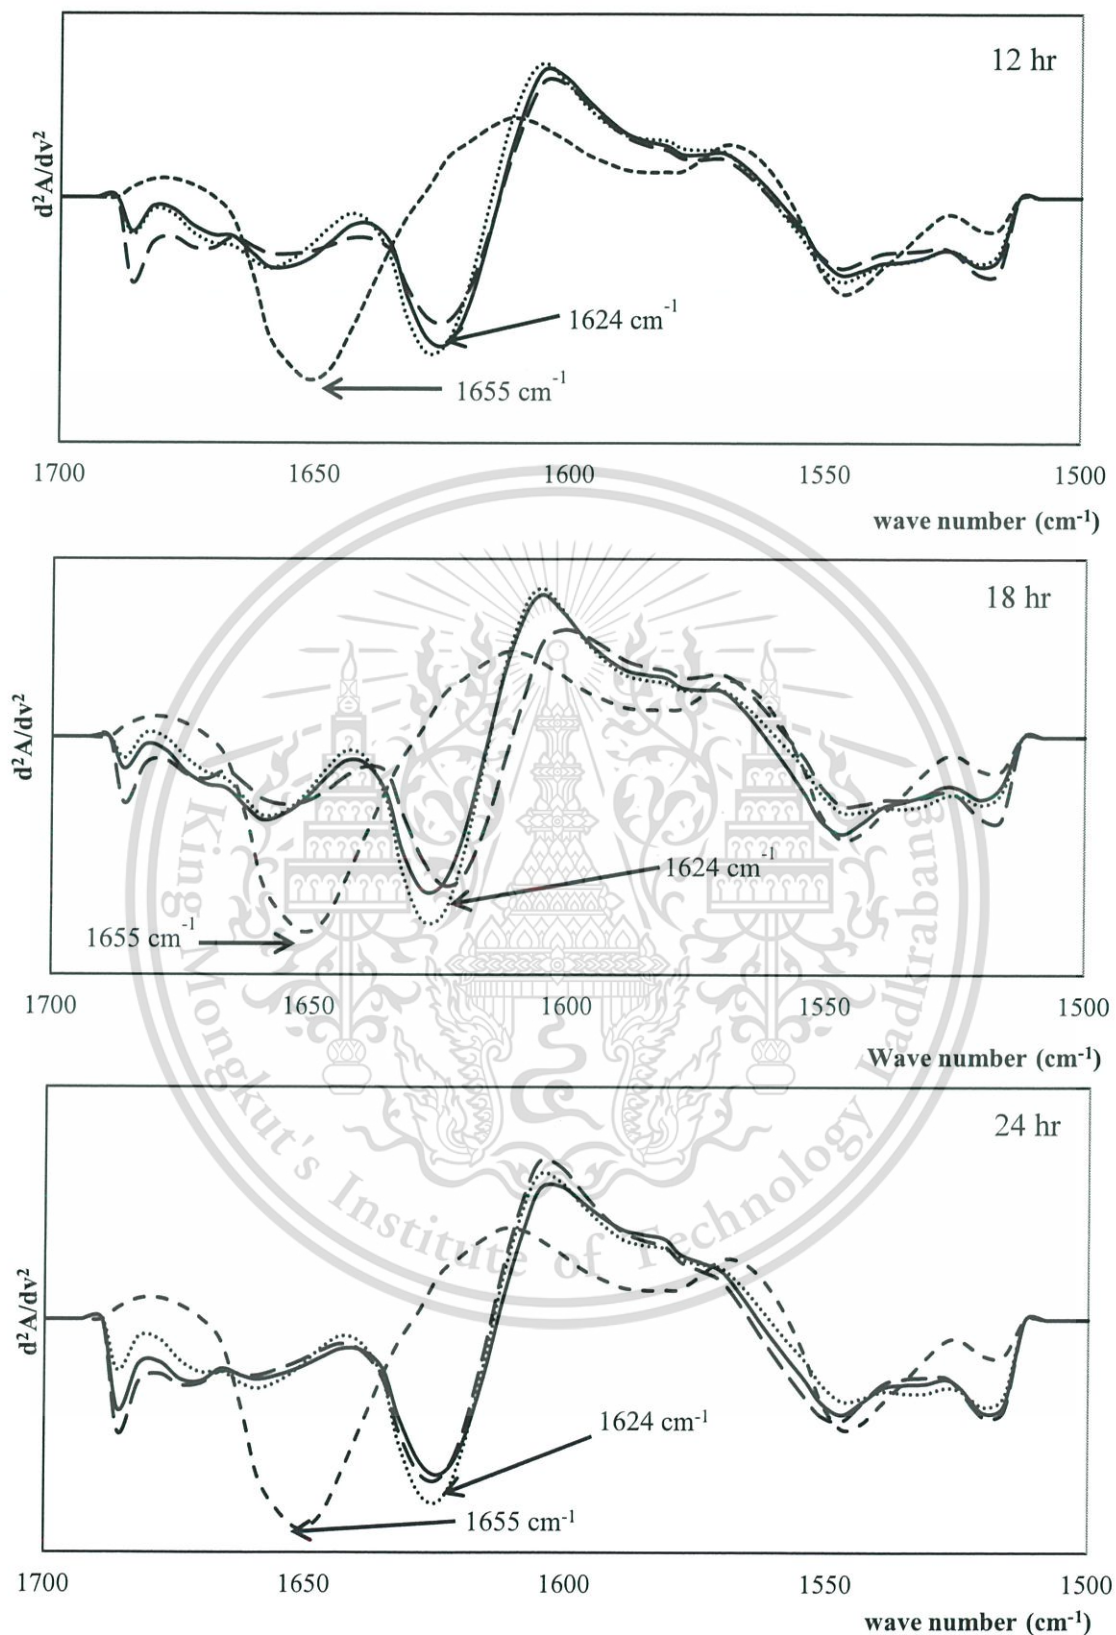 12 hr
d²A/dv²
1624 cm⁻¹
1655 cm⁻¹
1700 1650 1600 1550 1500
wave number (cm⁻¹)
18 hr
d²A/dv²
1624 cm⁻¹
1655 cm⁻¹
1700 1650 1600 1550 1500
Wave number (cm⁻¹)
24 hr
d²A/dv²
1624 cm⁻¹
1655 cm⁻¹
1700 1650 1600 1550 1500
wave number (cm⁻¹)
King Mongkut's Institute of Technology Ladkrabang